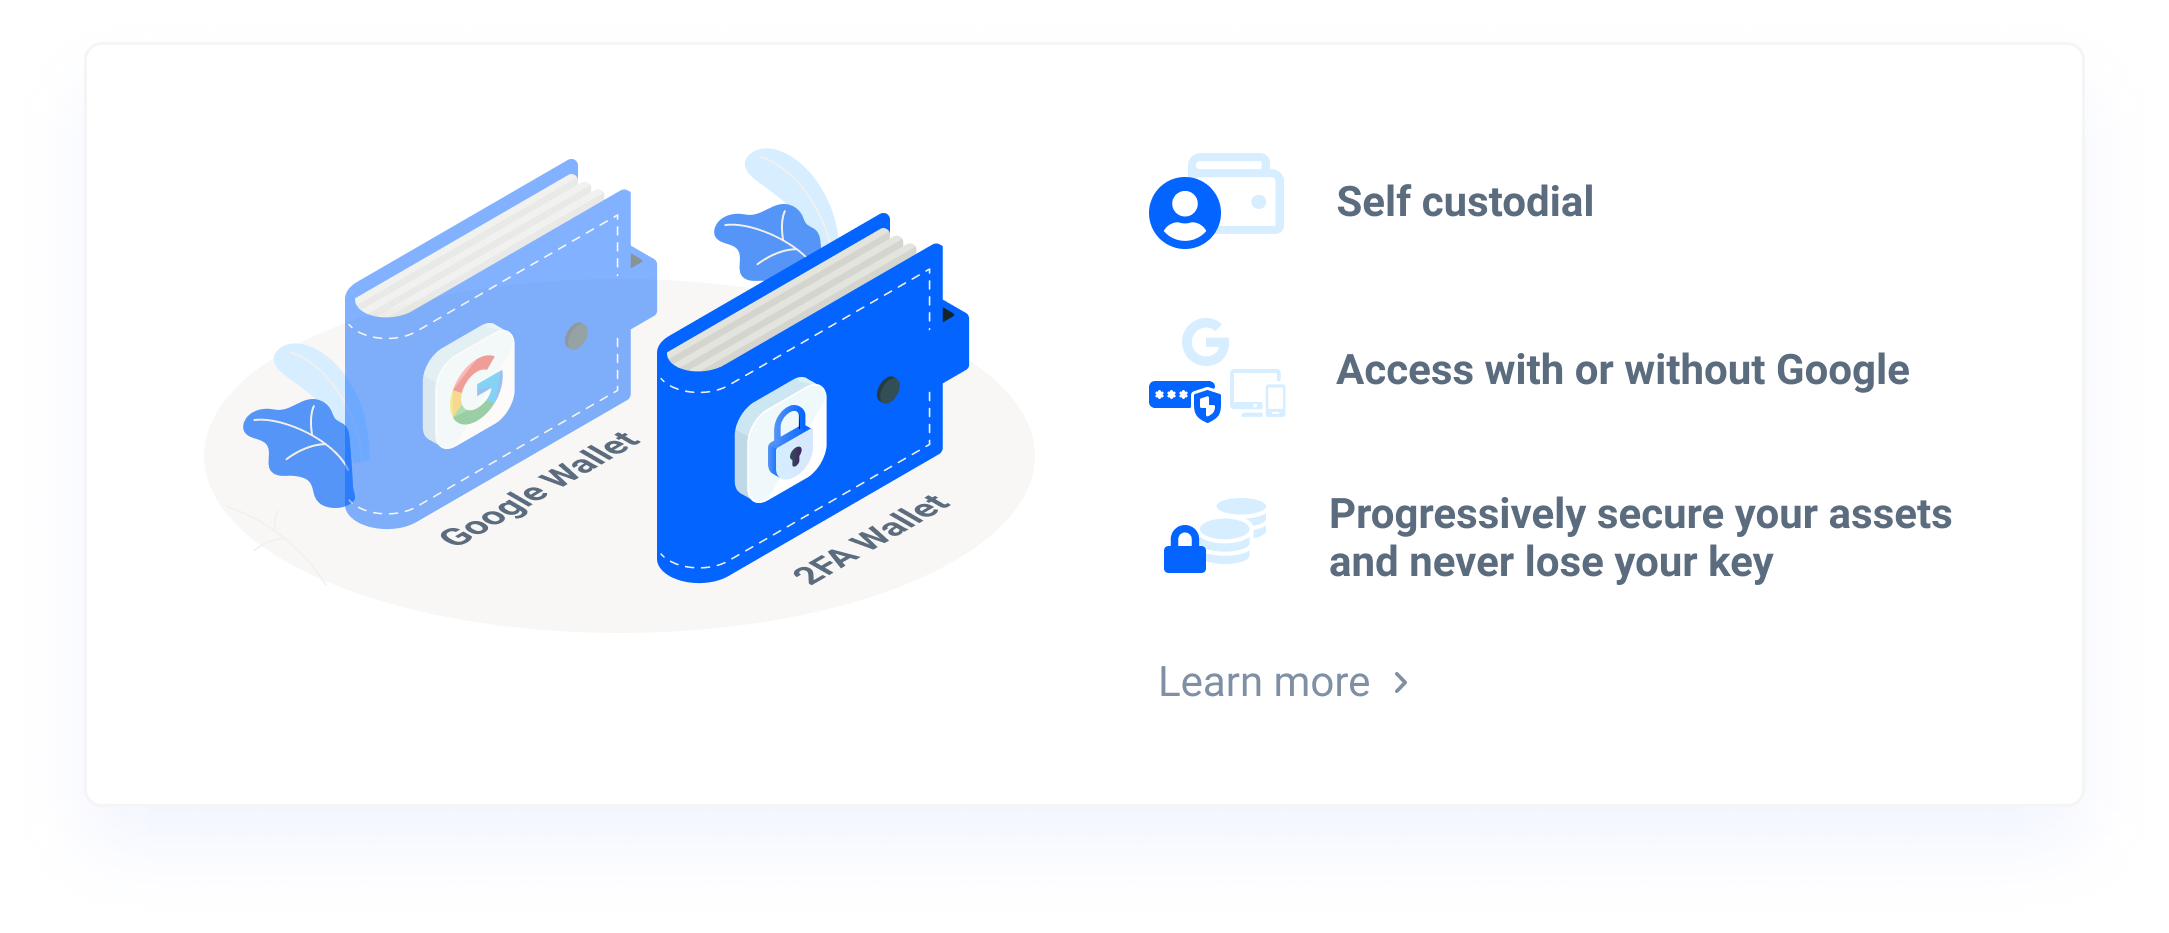 Google Wallet
2FA Wallet
Self custodial
Access with or without Google
Progressively secure your assets
and never lose your key
Learn more